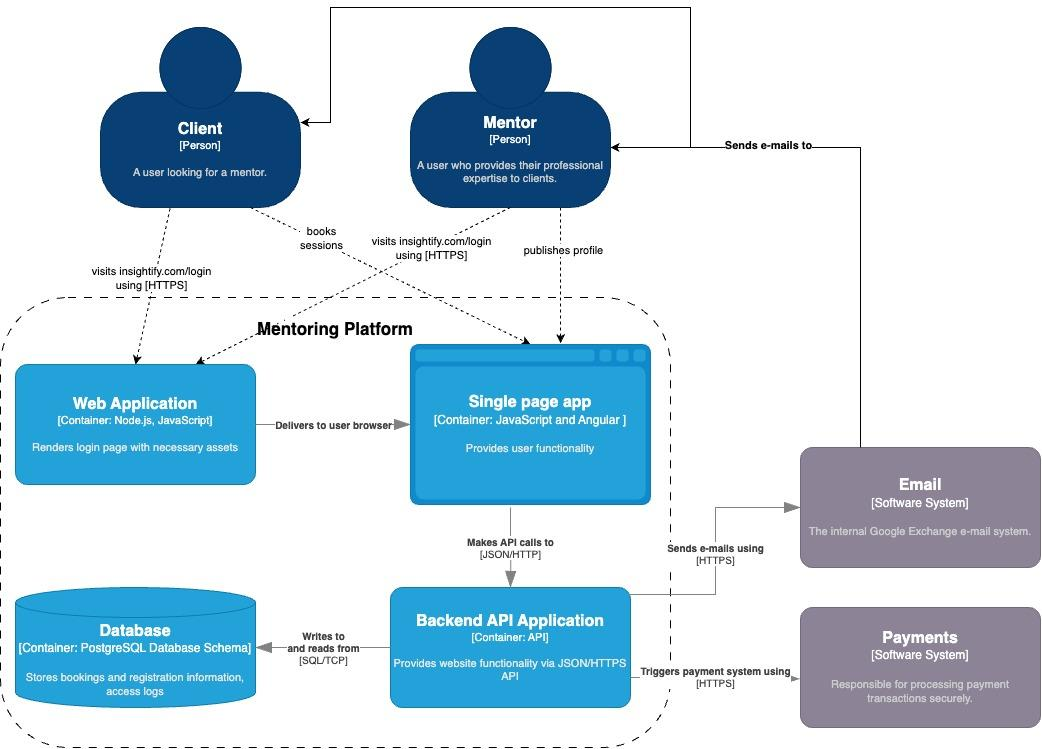 Client
[Person]
A user looking for a mentor.
Mentor
[Person]
A user who provides their professional
expertise to clients.
Sends e-mails to
books
sessions
visits insightify.com/login
using [HTTPS]
publishes profile
visits insightify.com/login
using [HTTPS]
Mentoring Platform
Web Application
[Container: Node.js, JavaScript]
Renders login page with necessary assets
Delivers to user browser
Single page app
[Container: JavaScript and Angular ]
Provides user functionality
Email
[Software System]
The internal Google Exchange e-mail system.
Makes API calls to
[JSON/HTTP]
Sends e-mails using
[HTTPS]
Database
[Container: PostgreSQL Database Schema]
Stores bookings and registration information,
access logs
Writes to
and reads from
[SQL/TCP]
Backend API Application
[Container: API]
Provides website functionality via JSON/HTTPS
API
Triggers payment system using
[HTTPS]
Payments
[Software System]
Responsible for processing payment
transactions securely.